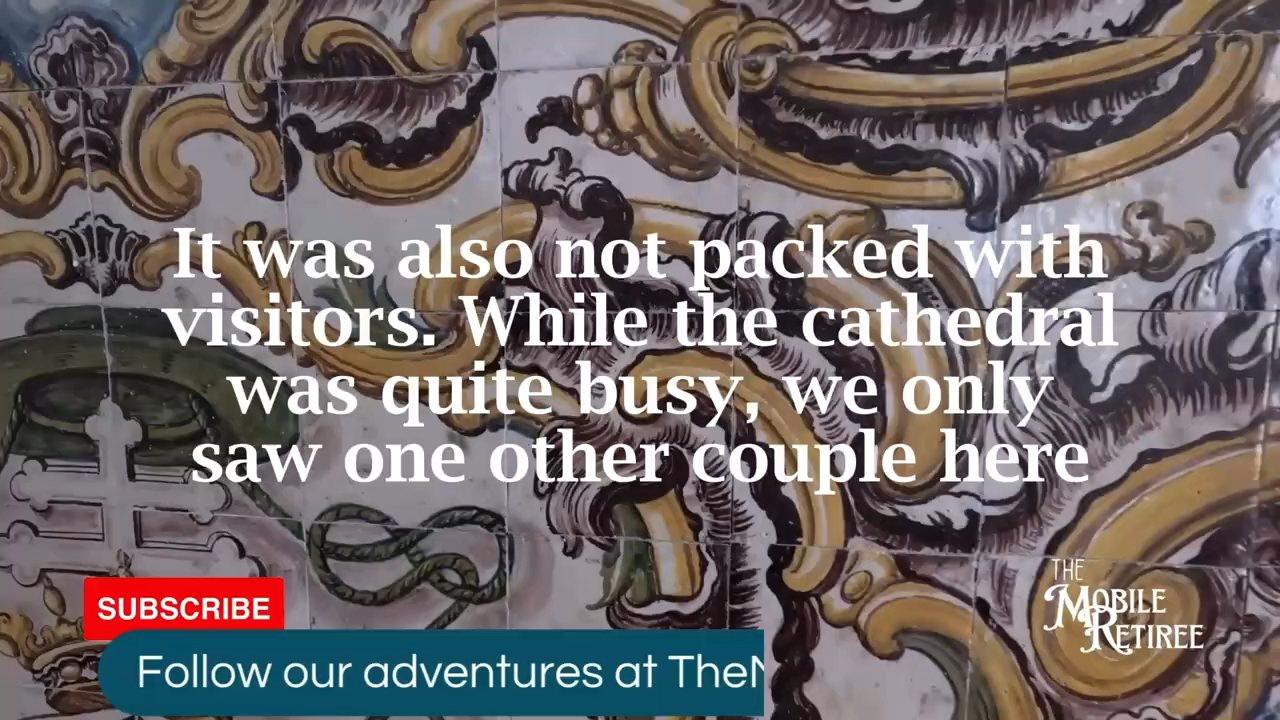 It was also not packed with
visitors. While the cathedral
was quite busy, we only
saw one other couple here
THE
MOBILE
RETIREE
SUBSCRIBE
Follow our adventures at The